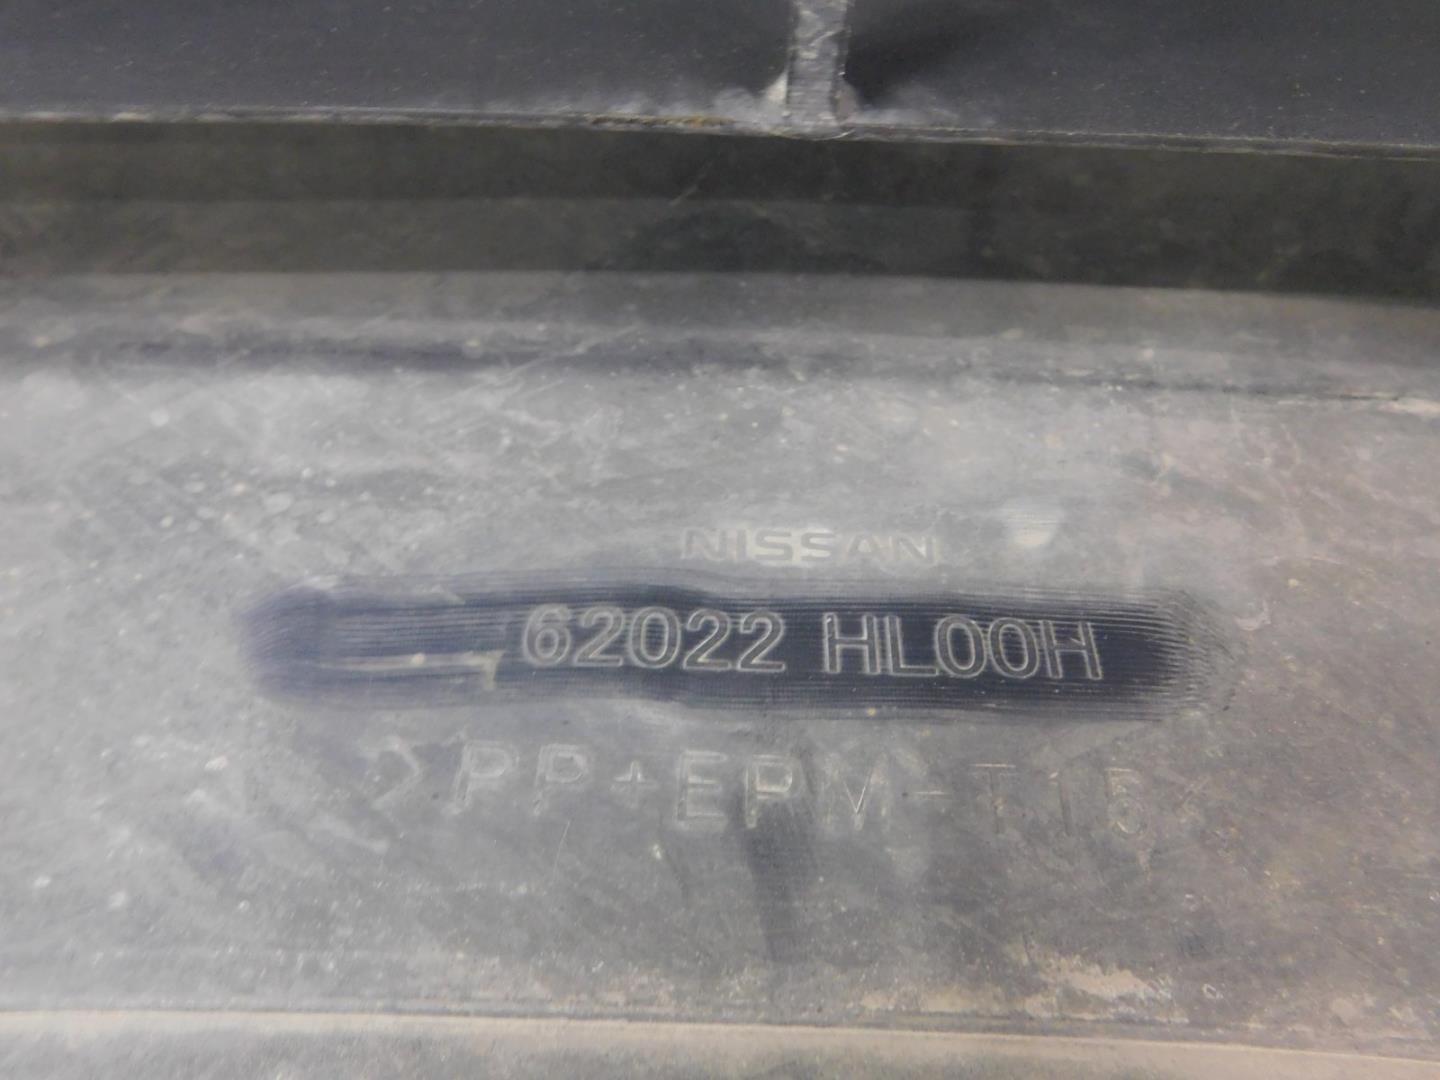 NISSAN
62022 HL00H
>PP+EPM-T15<